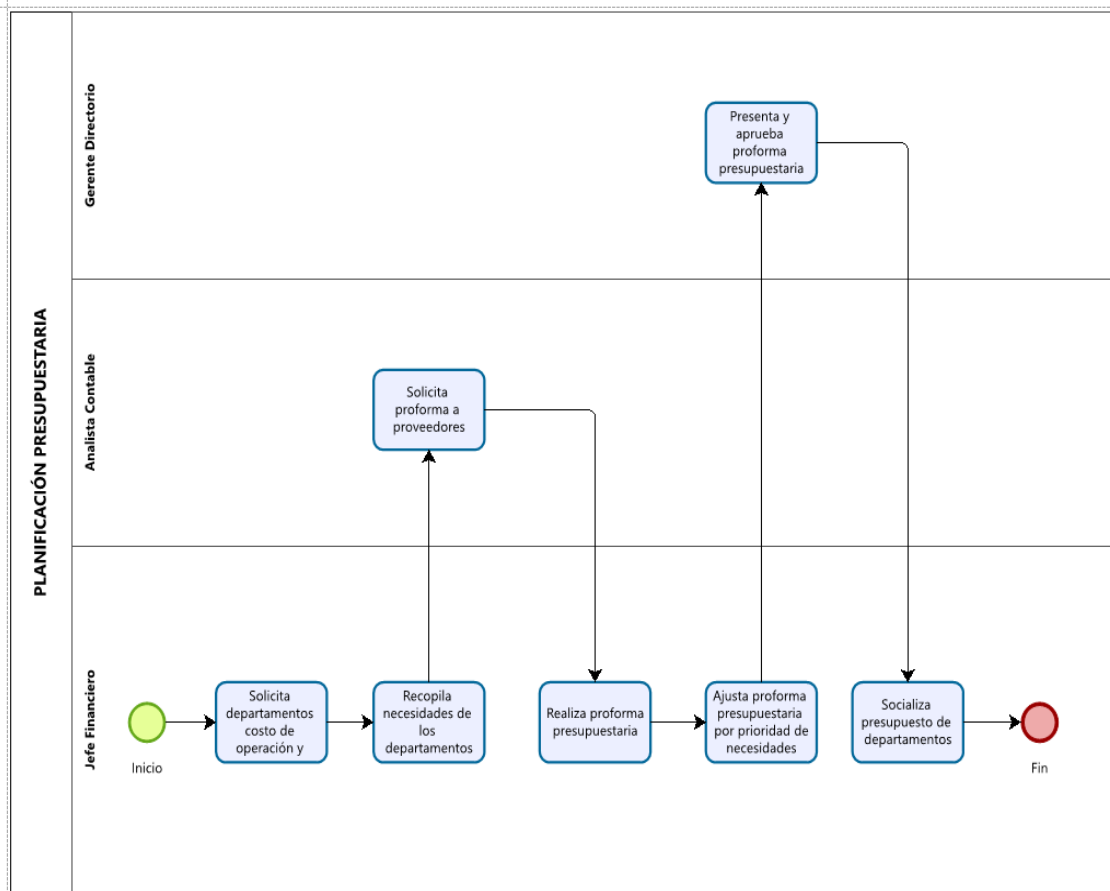 PLANIFICACIÓN PRESUPUESTARIA
Gerente Directorio
Presenta y
aprueba
proforma
presupuestaria
Analista Contable
Solicita
proforma a
proveedores
Jefe Financiero
Inicio
Solicita
departamentos
costo de
operación y
Recopila
necesidades de
los
departamentos
Realiza proforma
presupuestaria
Ajusta proforma
presupuestaria
por prioridad de
necesidades
Socializa
presupuesto de
departamentos
Fin